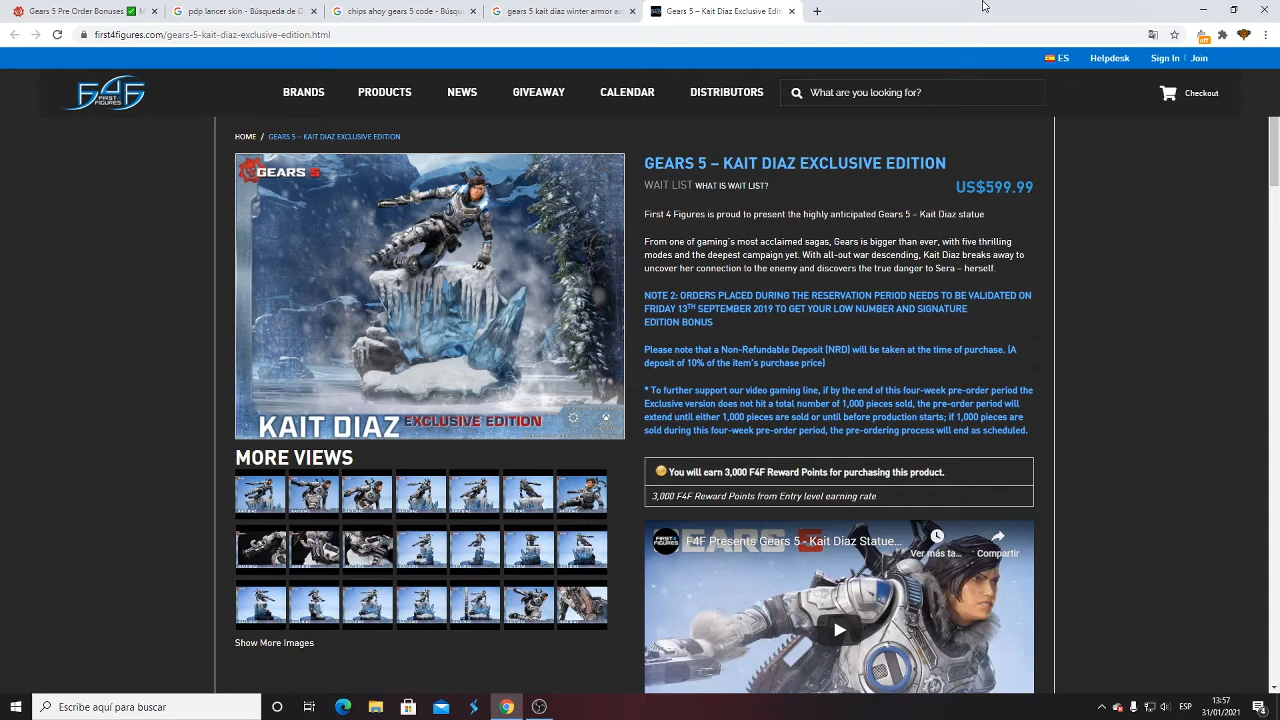 Gears 5 Pre Order Bonuses ✅ M
pdp lancer skin - Búsqueda de G
chica ahoy gears 5 code - Búsqu
gears 5 kait winter armor
Gears 5 Kait Diaz Exclusive Editi
first4figures.com/gears-5-kait-diaz-exclusive-edition.html
off
ES Helpdesk Sign In Join
F4F
FIRST
FIGURES
BRANDS PRODUCTS NEWS GIVEAWAY CALENDAR DISTRIBUTORS What are you looking for? Checkout
HOME / GEARS 5 – KAIT DIAZ EXCLUSIVE EDITION
GEARS 5
KAIT DIAZ EXCLUSIVE EDITION
MORE VIEWS
Show More Images
GEARS 5 – KAIT DIAZ EXCLUSIVE EDITION
WAIT LIST WHAT IS WAIT LIST? US$599.99
First 4 Figures is proud to present the highly anticipated Gears 5 – Kait Diaz statue
From one of gaming's most acclaimed sagas, Gears is bigger than ever, with five thrilling
modes and the deepest campaign yet. With all-out war descending, Kait Diaz breaks away to
uncover her connection to the enemy and discovers the true danger to Sera – herself.
NOTE 2: ORDERS PLACED DURING THE RESERVATION PERIOD NEEDS TO BE VALIDATED ON
FRIDAY 13TH SEPTEMBER 2019 TO GET YOUR LOW NUMBER AND SIGNATURE
EDITION BONUS
Please note that a Non-Refundable Deposit (NRD) will be taken at the time of purchase. (A
deposit of 10% of the item's purchase price)
* To further support our video gaming line, if by the end of this four-week pre-order period the
Exclusive version does not hit a total number of 1,000 pieces sold, the pre-order period will
extend until either 1,000 pieces are sold or until before production starts; if 1,000 pieces are
sold during this four-week pre-order period, the pre-ordering process will end as scheduled.
You will earn 3,000 F4F Reward Points for purchasing this product.
3,000 F4F Reward Points from Entry level earning rate
GEARS 5
F4F Presents Gears 5 - Kait Diaz Statue...
Ver más ta... Compartir
Escribe aquí para buscar
ESP
13:57
31/01/2021
4